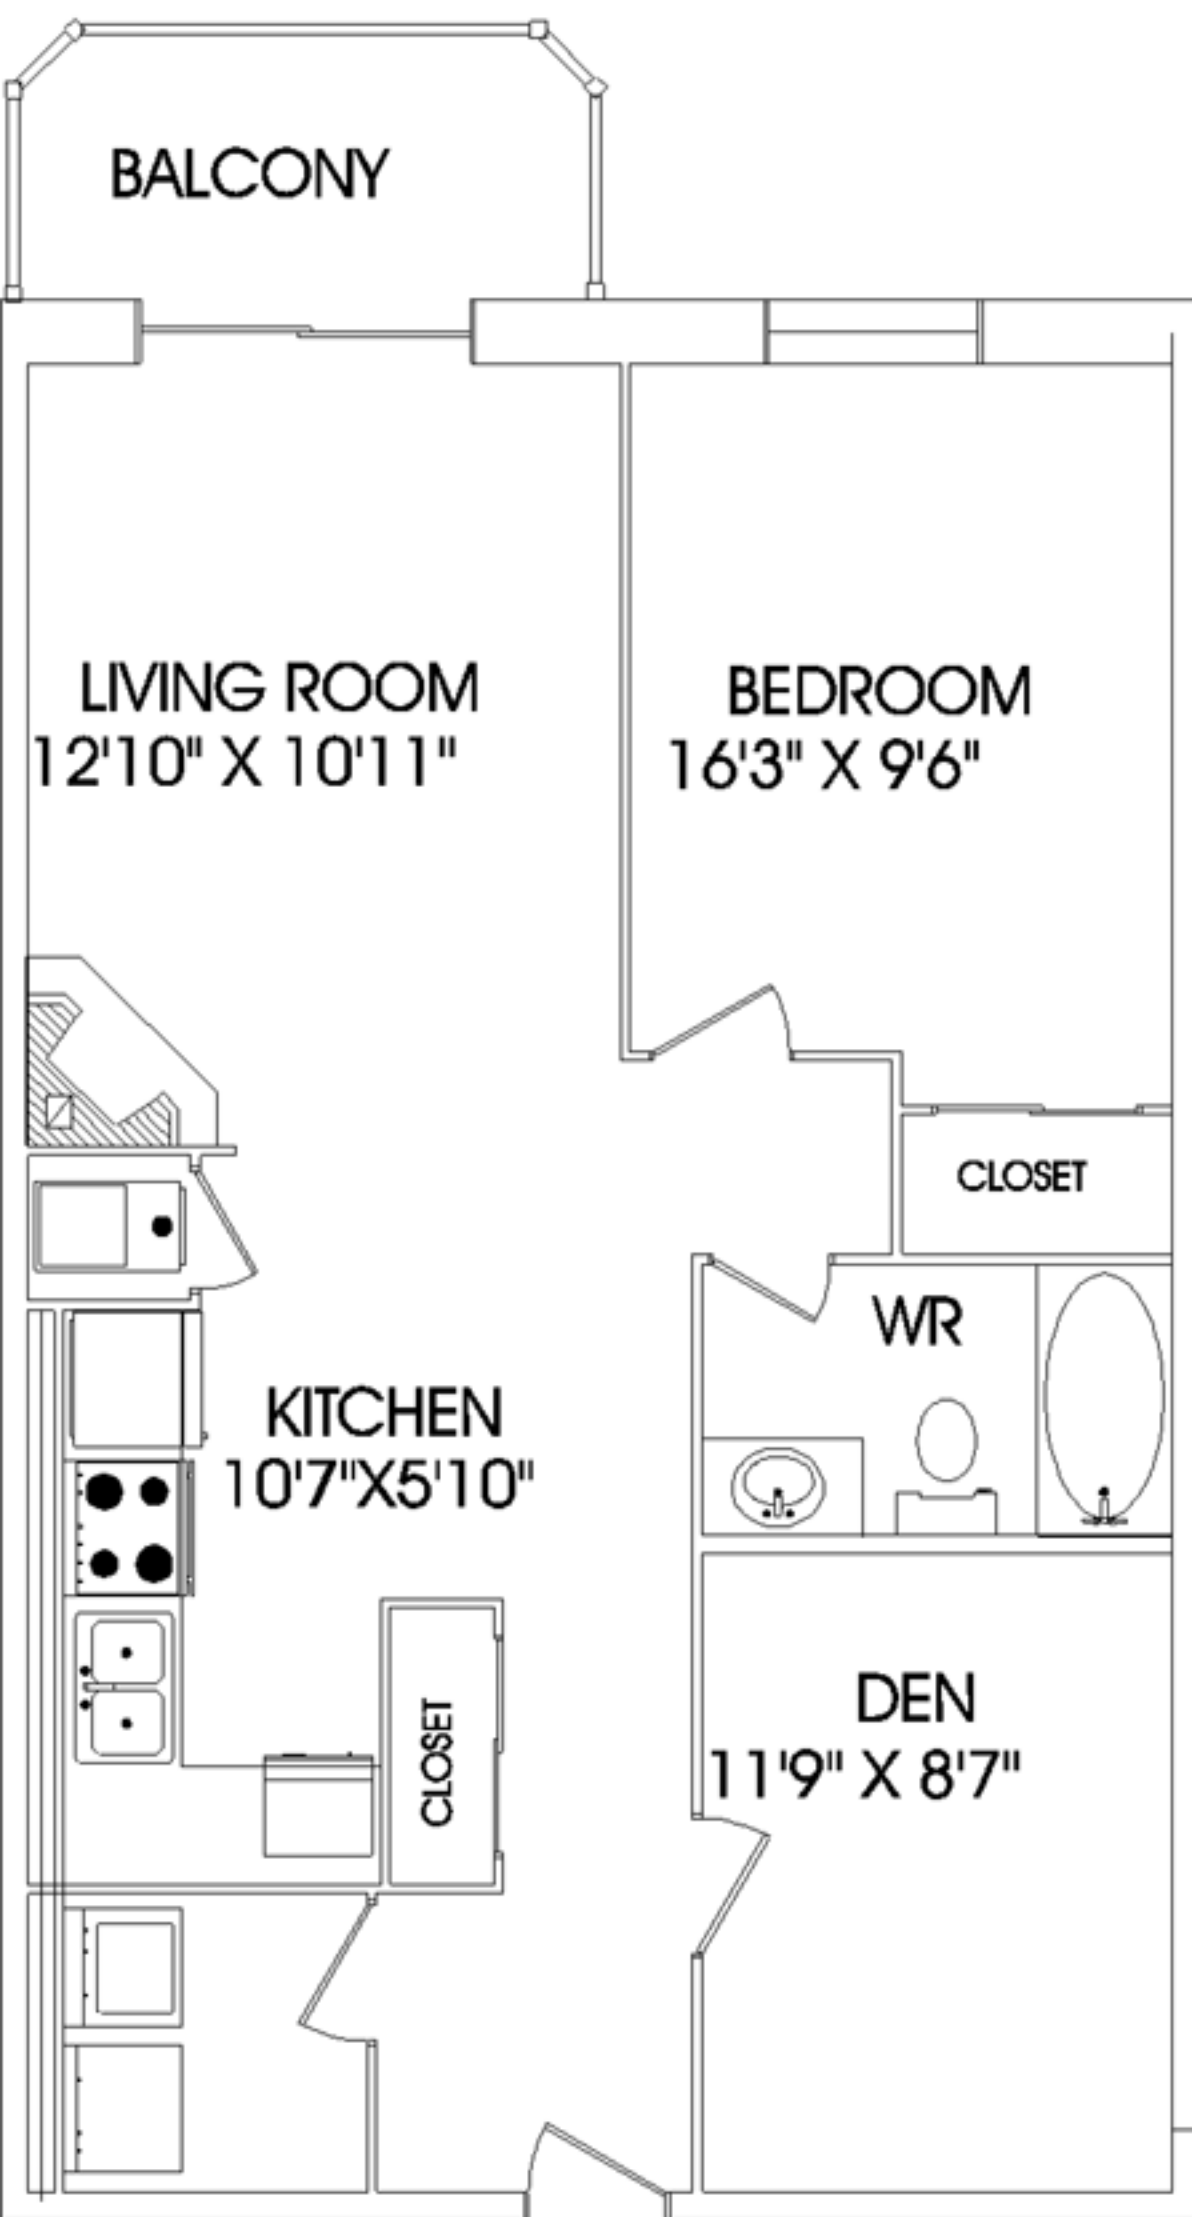 BALCONY
LIVING ROOM
12'10" X 10'11"
BEDROOM
16'3" X 9'6"
CLOSET
WR
KITCHEN
10'7"X5'10"
CLOSET
DEN
11'9" X 8'7"